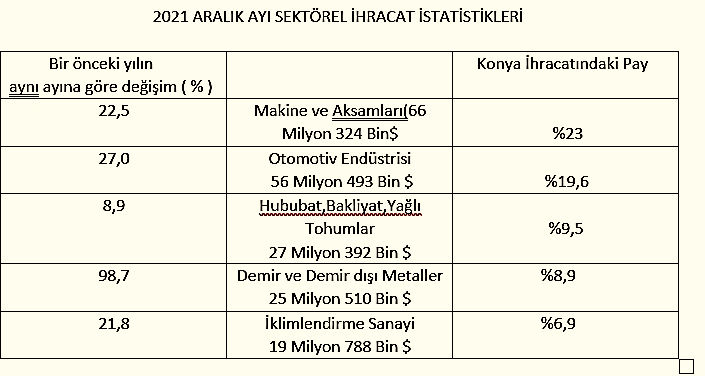 2021 ARALIK AYI SEKTÖREL İHRACAT İSTATİSTİKLERİ
Bir önceki yılın
aynı ayına göre değişim ( % )
Konya İhracatındaki Pay
22,5
Makine ve Aksamları(66
Milyon 324 Bin$
%23
27,0
Otomotiv Endüstrisi
56 Milyon 493 Bin $
%19,6
8,9
Hububat,Bakliyat,Yağlı
Tohumlar
27 Milyon 392 Bin $
%9,5
98,7
Demir ve Demir dışı Metaller
25 Milyon 510 Bin $
%8,9
21,8
İklimlendirme Sanayi
19 Milyon 788 Bin $
%6,9